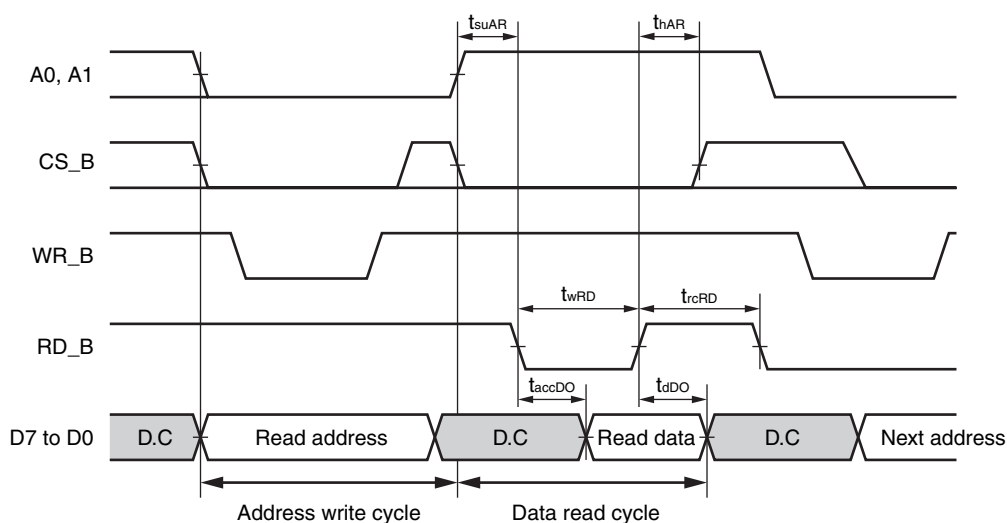 tsuAR thAR
A0, A1
CS_B
WR_B
twRD trcRD
RD_B
taccDO tdDO
D7 to D0 D.C Read address D.C Read data D.C Next address
Address write cycle Data read cycle